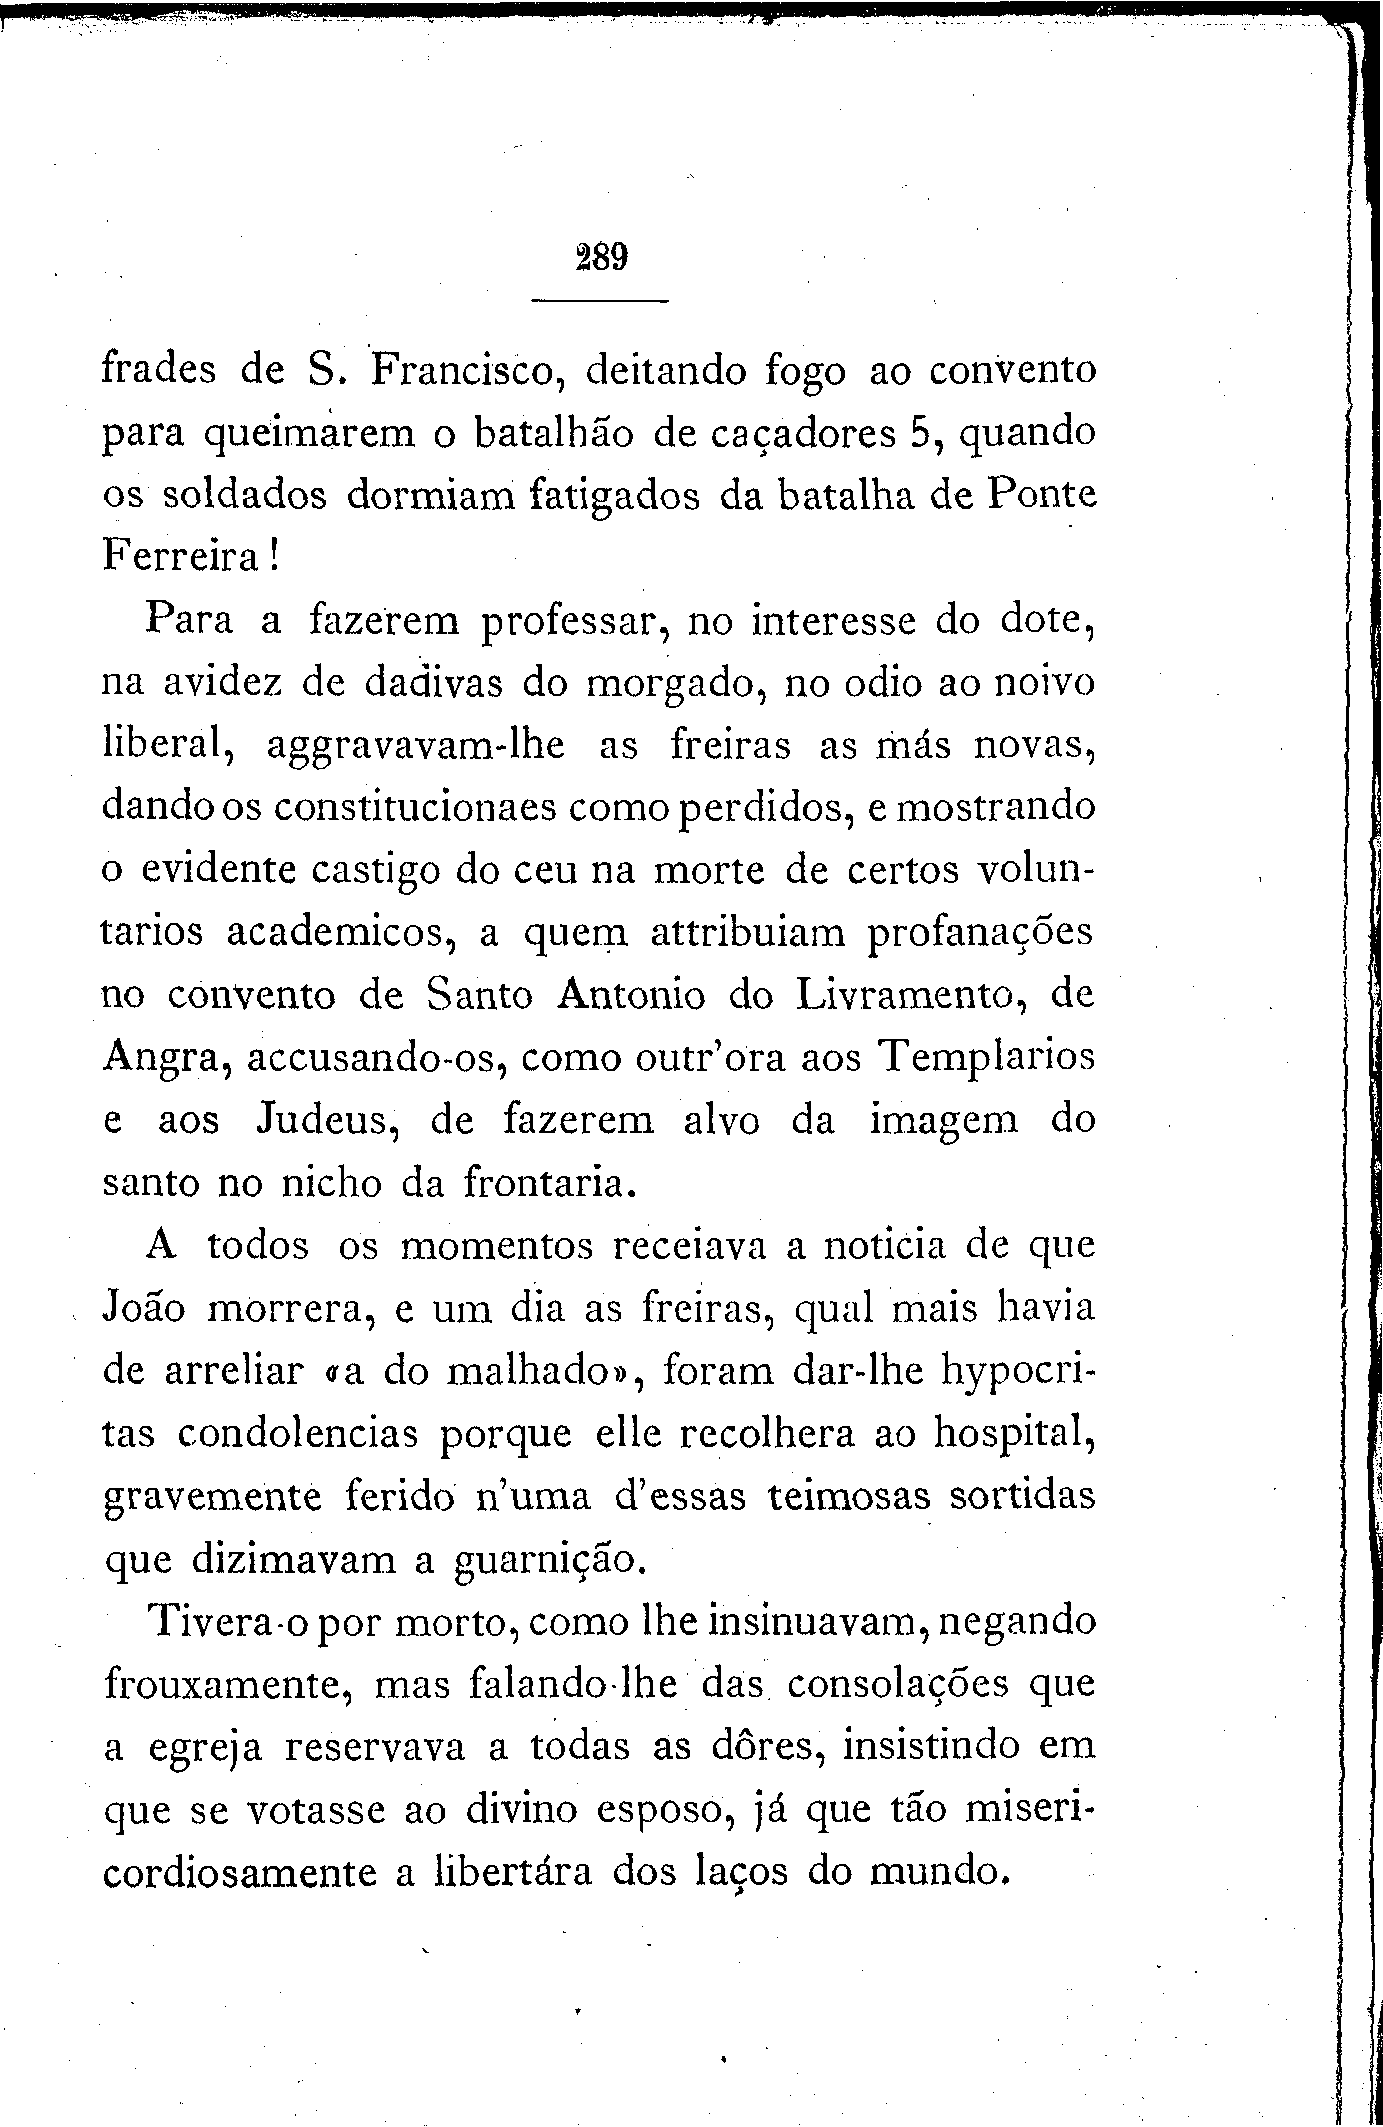 289
frades de S. Francisco, deitando fogo ao convento
para queimarem o batalhão de caçadores 5, quando
os soldados dormiam fatigados da batalha de Ponte
Ferreira !
Para a fazerem professar, no interesse do dote,
na avidez de dadivas do morgado, no odio ao noivo
liberal, aggravavam-lhe as freiras as más novas,
dando os constitucionaes como perdidos, e mostrando
o evidente castigo do ceu na morte de certos volun-
tarios academicos, a quem attribuiam profanações
no convento de Santo Antonio do Livramento, de
Angra, accusando-os, como outr'ora aos Templarios
e aos Judeus, de fazerem alvo da imagem do
santo no nicho da frontaria.
A todos os momentos receiava a noticia de que
João morrera, e um dia as freiras, qual mais havia
de arreliar «a do malhado», foram dar-lhe hypocri-
tas condolencias porque elle recolhera ao hospital,
gravemente ferido n'uma d'essas teimosas sortidas
que dizimavam a guarnição.
Tivera-o por morto, como lhe insinuavam, negando
frouxamente, mas falando-lhe das consolações que
a egreja reservava a todas as dôres, insistindo em
que se votasse ao divino esposo, já que tão miseri-
cordiosamente a libertára dos laços do mundo.